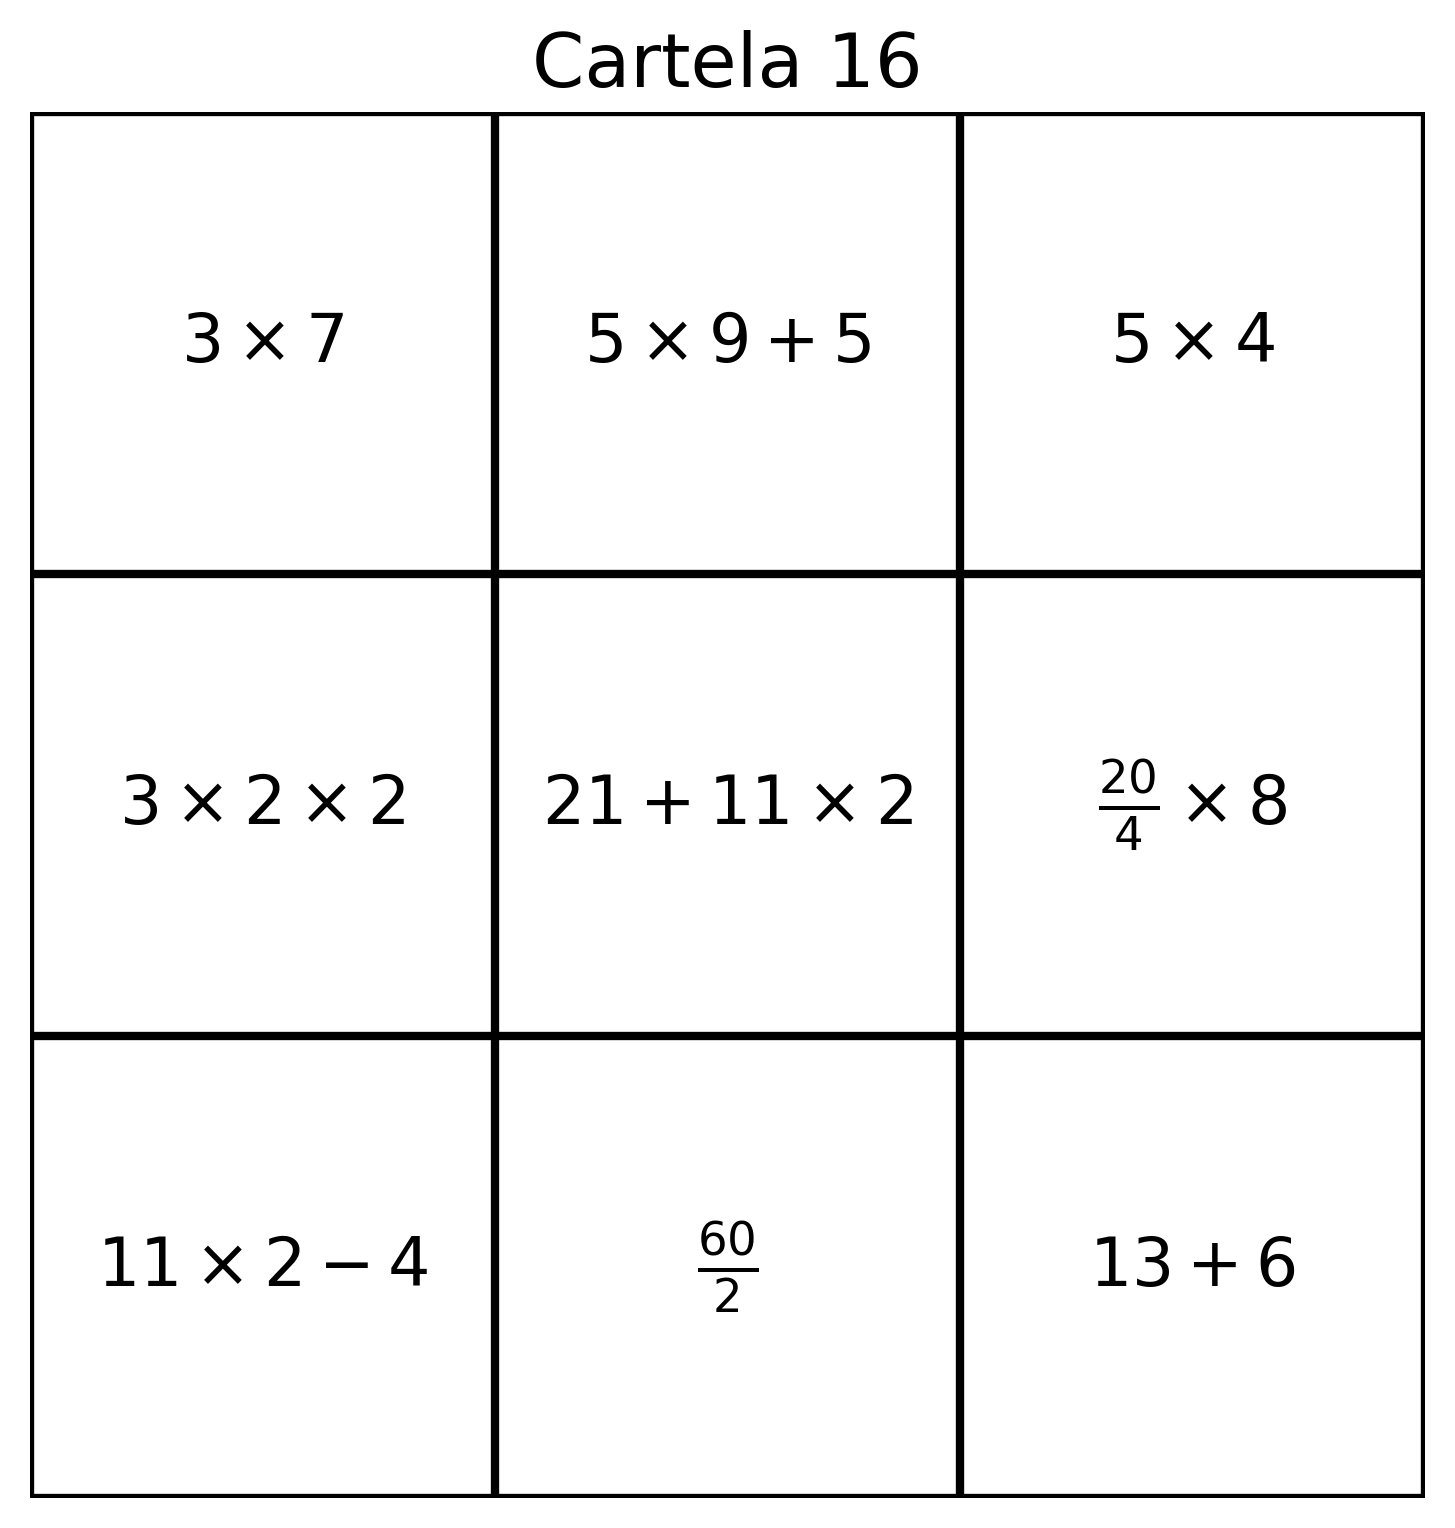 Cartela 16
3 × 7
5 × 9 + 5
5 × 4
3 × 2 × 2
21 + 11 × 2
20/4 × 8
11 × 2 − 4
60/2
13 + 6